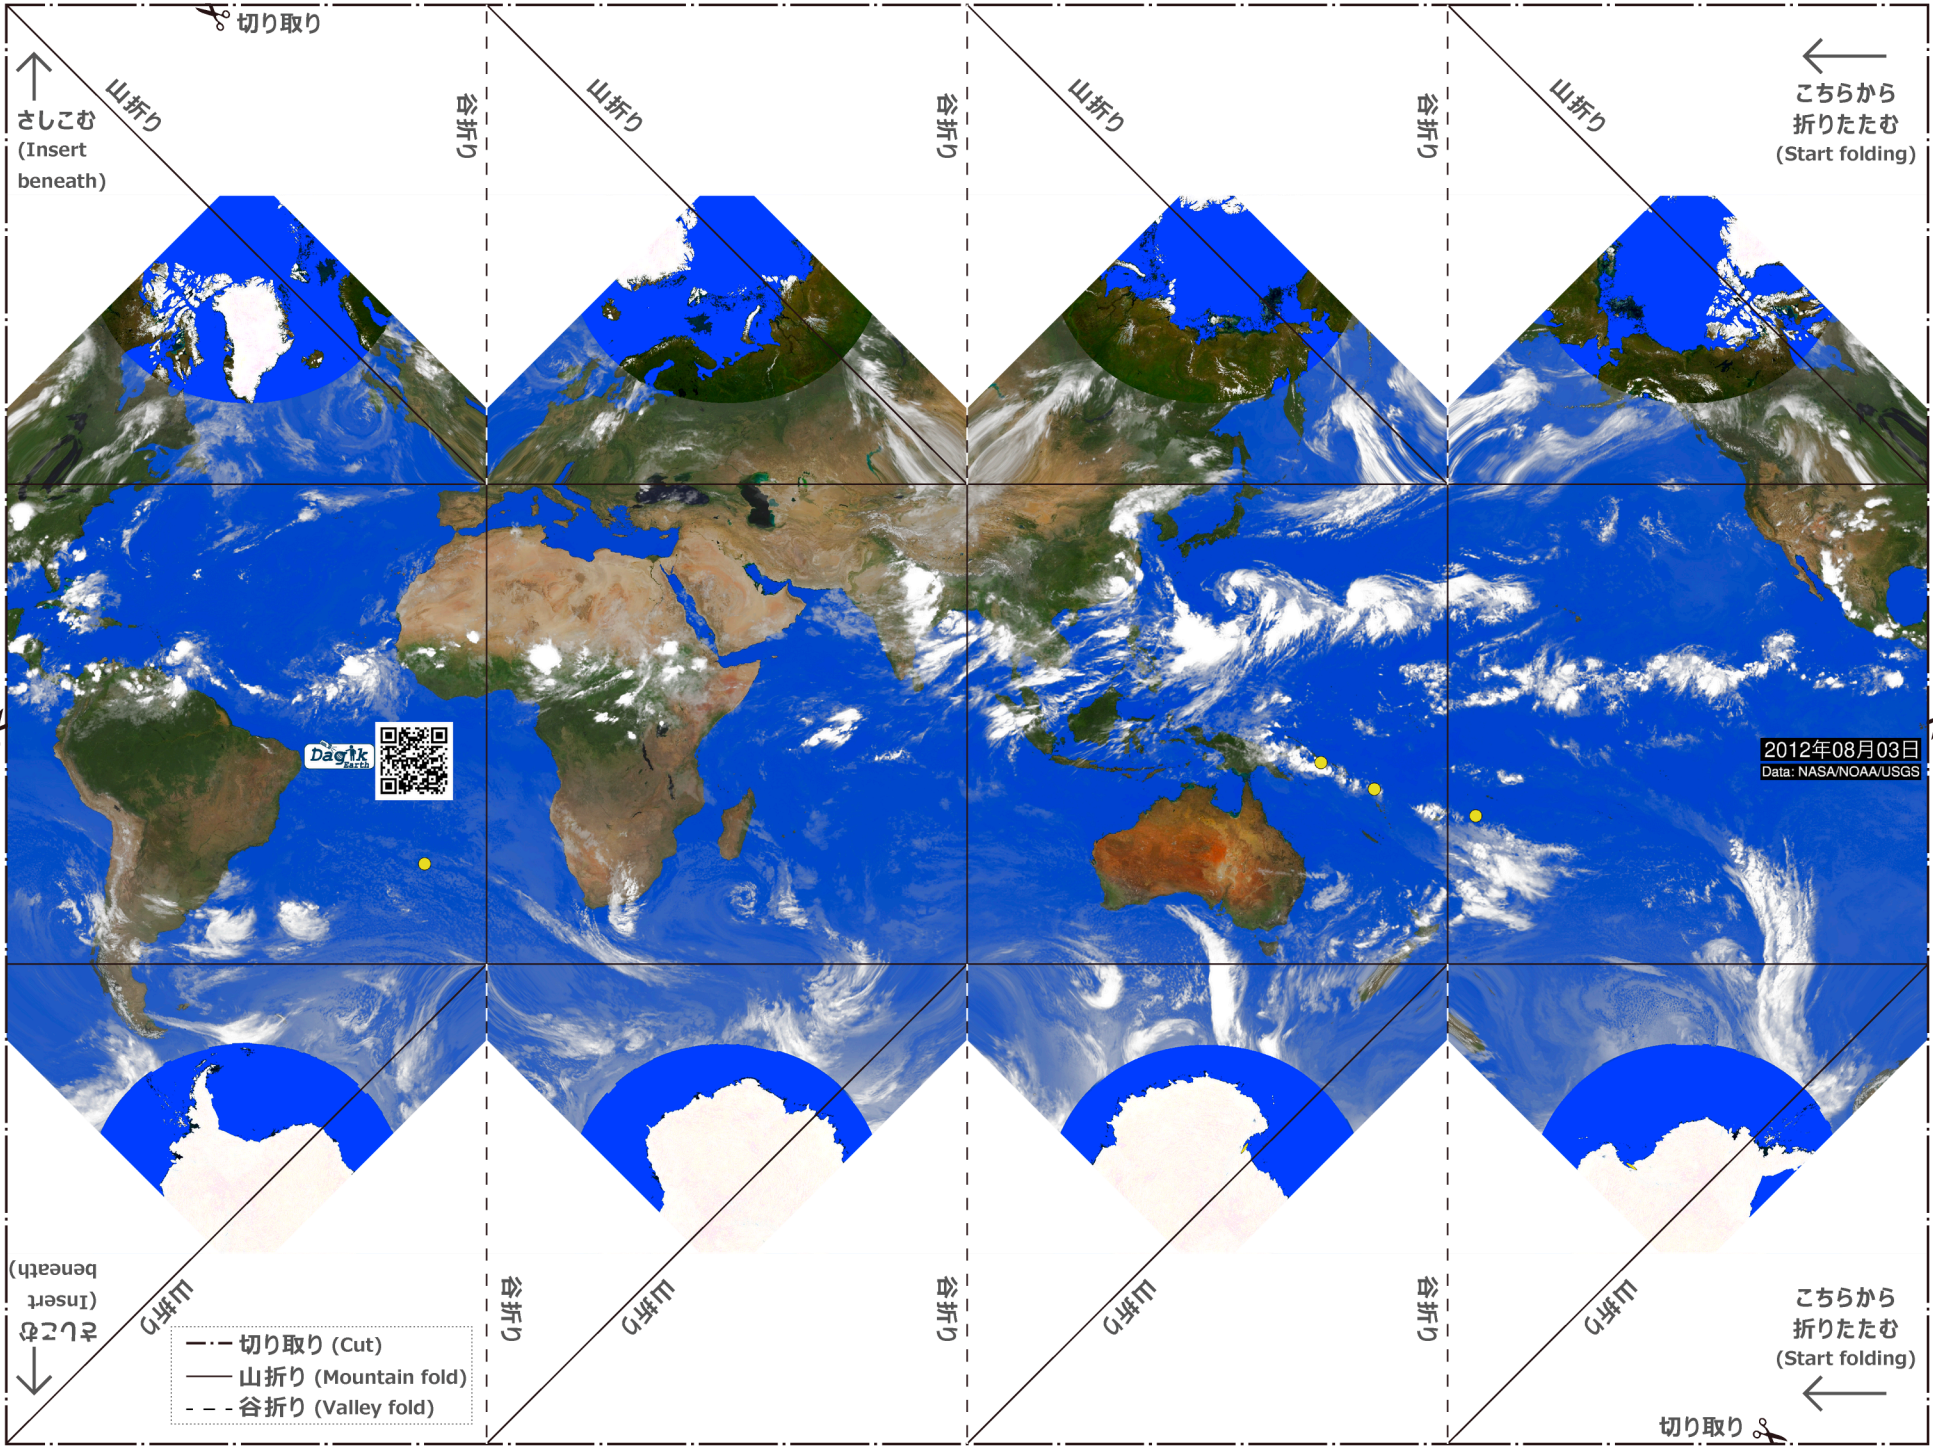 切り取り
山折り
谷折り
山折り
谷折り
山折り
谷折り
山折り
さしこむ
(Insert
beneath)
こちらから
折りたたむ
(Start folding)
Dagik
Earth
2012年08月03日
Data: NASA/NOAA/USGS
さしこむ
(Insert
beneath)
山折り
谷折り
山折り
谷折り
山折り
谷折り
山折り
こちらから
折りたたむ
(Start folding)
切り取り (Cut)
山折り (Mountain fold)
谷折り (Valley fold)
切り取り